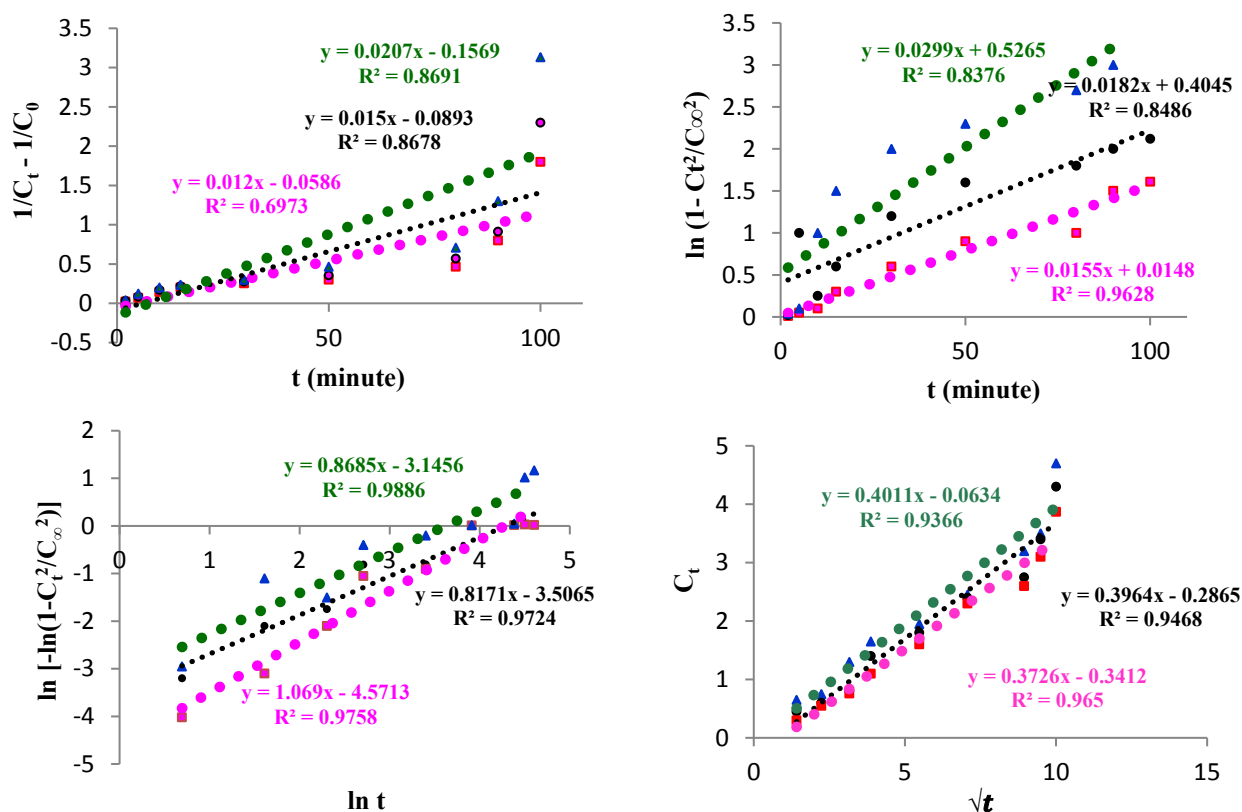 3.5
3
2.5
2
1.5
1
0.5
0
-0.5
0
50
100
1/Ct - 1/C0
t (minute)
y = 0.0207x - 0.1569
R² = 0.8691
y = 0.015x - 0.0893
R² = 0.8678
y = 0.012x - 0.0586
R² = 0.6973
3.5
3
2.5
2
1.5
1
0.5
0
0
50
100
ln (1- Ct²/C∞²)
t (minute)
y = 0.0299x + 0.5265
R² = 0.8376
y = 0.0182x + 0.4045
R² = 0.8486
y = 0.0155x + 0.0148
R² = 0.9628
2
1
0
-1
-2
-3
-4
-5
0
1
2
3
4
5
ln [-ln(1-Ct²/C∞²)]
ln t
y = 0.8685x - 3.1456
R² = 0.9886
y = 0.8171x - 3.5065
R² = 0.9724
y = 1.069x - 4.5713
R² = 0.9758
5
4
3
2
1
0
0
5
10
15
Ct
√t
y = 0.4011x - 0.0634
R² = 0.9366
y = 0.3964x - 0.2865
R² = 0.9468
y = 0.3726x - 0.3412
R² = 0.965